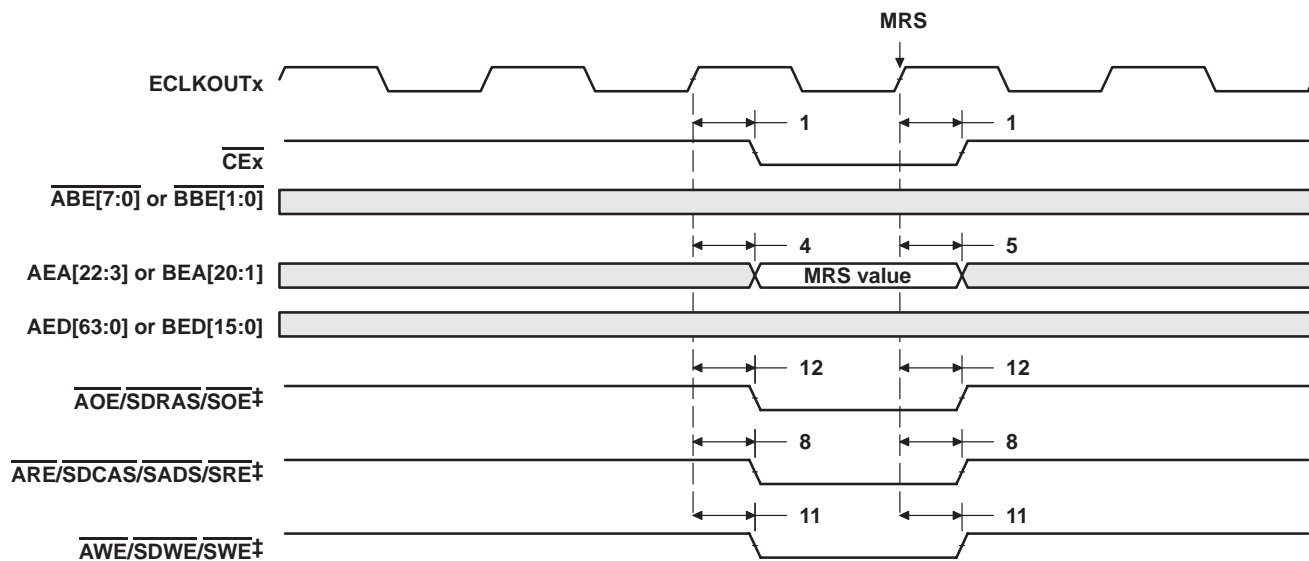 MRS
ECLKOUTx
1 1
CEx
ABE[7:0] or BBE[1:0]
4 5
AEA[22:3] or BEA[20:1] MRS value
AED[63:0] or BED[15:0]
12 12
AOE/SDRAS/SOE‡
8 8
ARE/SDCAS/SADS/SRE‡
11 11
AWE/SDWE/SWE‡